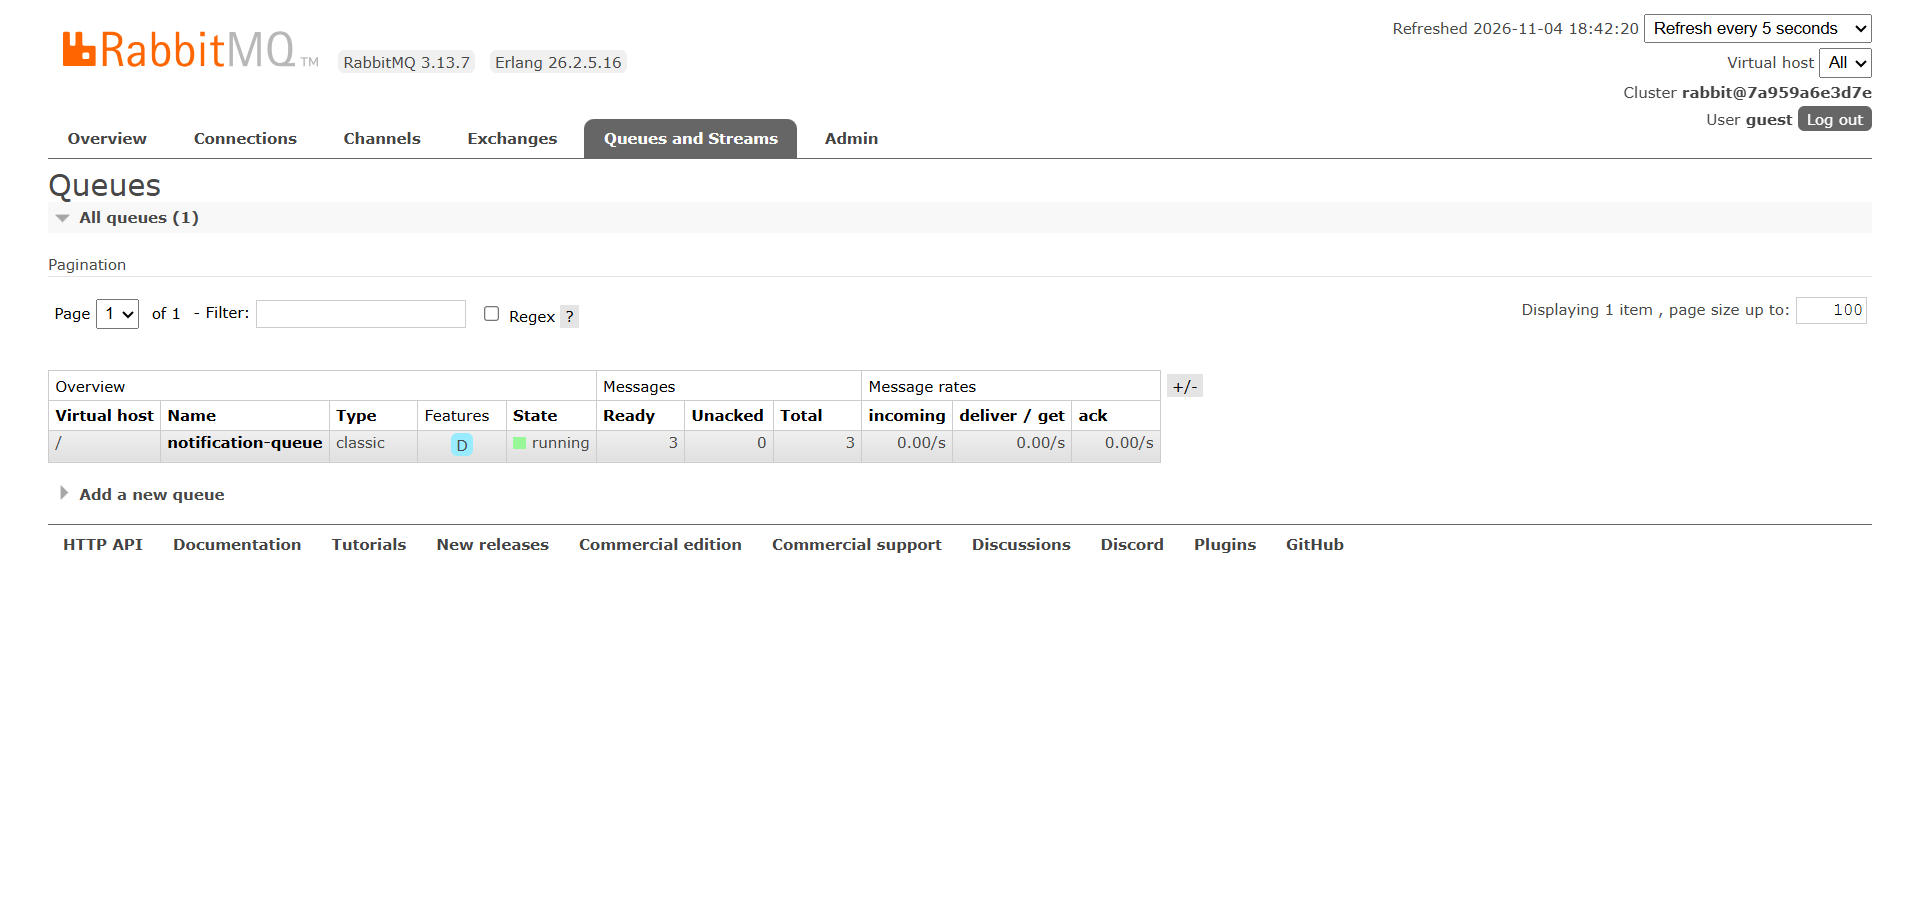 RabbitMQ TM RabbitMQ 3.13.7 Erlang 26.2.5.16
Refreshed 2026-11-04 18:42:20 Refresh every 5 seconds
Virtual host All
Cluster rabbit@7a959a6e3d7e
User guest Log out
Overview Connections Channels Exchanges Queues and Streams Admin
Queues
All queues (1)
Pagination
Page 1 of 1 - Filter: Regex ? Displaying 1 item , page size up to: 100
Overview Messages Message rates +/-
Virtual host Name Type Features State Ready Unacked Total incoming deliver / get ack
/ notification-queue classic D running 3 0 3 0.00/s 0.00/s 0.00/s
Add a new queue
HTTP API Documentation Tutorials New releases Commercial edition Commercial support Discussions Discord Plugins GitHub